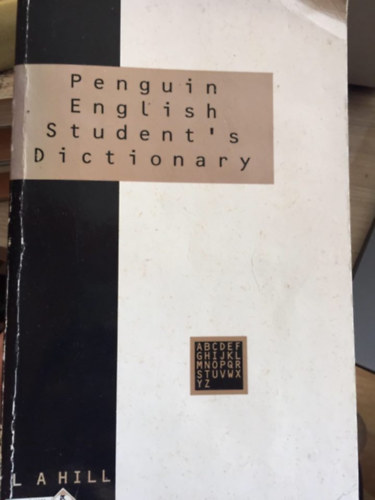 Penguin
English
Student's
Dictionary
ABCDEF
GHIJKL
MNOPQR
STUVWX
YZ
L A HILL